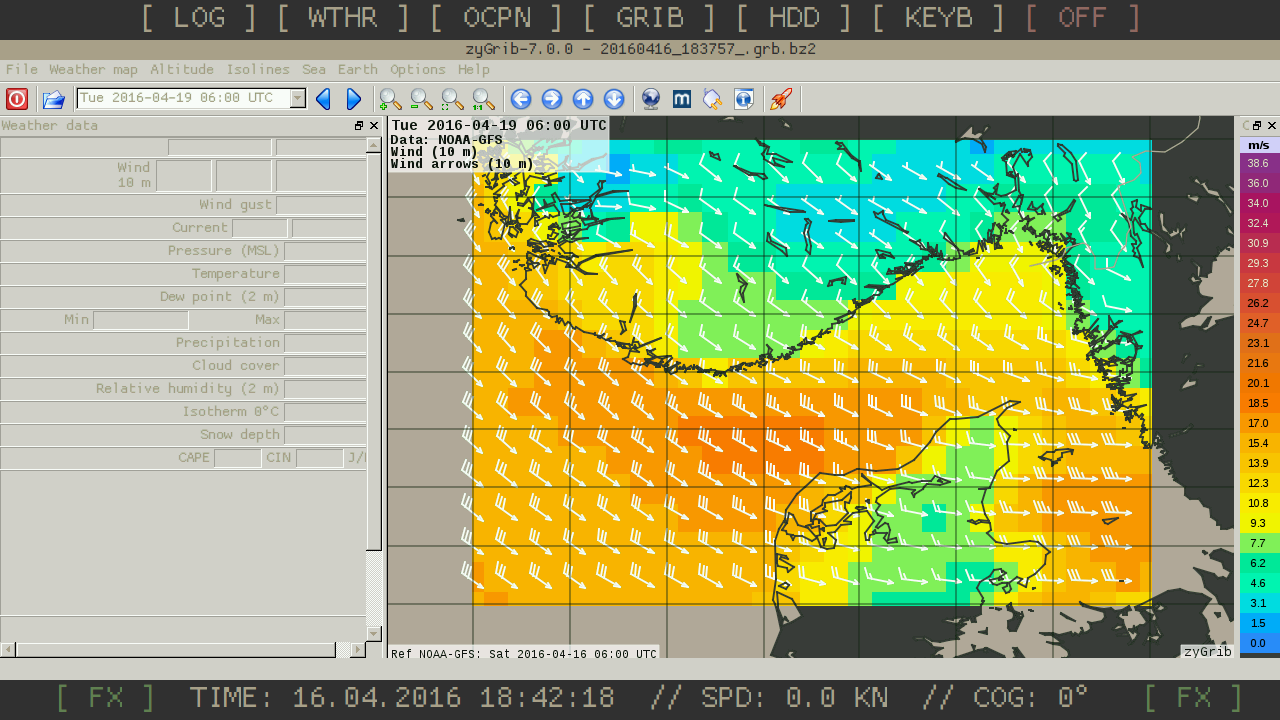 [ LOG ] [ WTHR ] [ OCPN ] [ GRIB ] [ HDD ] [ KEYB ] [ OFF ]
zyGrib-7.0.0 - 20160416_183757_.grb.bz2
File Weather map Altitude Isolines Sea Earth Options Help
Tue 2016-04-19 06:00 UTC
1:1
m
Weather data
Wind
10 m
Wind gust
Current
Pressure (MSL)
Temperature
Dew point (2 m)
Min Max
Precipitation
Cloud cover
Relative humidity (2 m)
Isotherm 0°C
Snow depth
CAPE CIN
Tue 2016-04-19 06:00 UTC
Data: NOAA-GFS
Wind (10 m)
Wind arrows (10 m)
Ref NOAA-GFS: Sat 2016-04-16 06:00 UTC
zyGrib
m/s
38.6
36.0
34.0
32.4
30.9
29.3
27.8
26.2
24.7
23.1
21.6
20.1
18.5
17.0
15.4
13.9
12.3
10.8
9.3
7.7
6.2
4.6
3.1
1.5
0.0
[ FX ] TIME: 16.04.2016 18:42:18 // SPD: 0.0 KN // COG: 0° [ FX ]